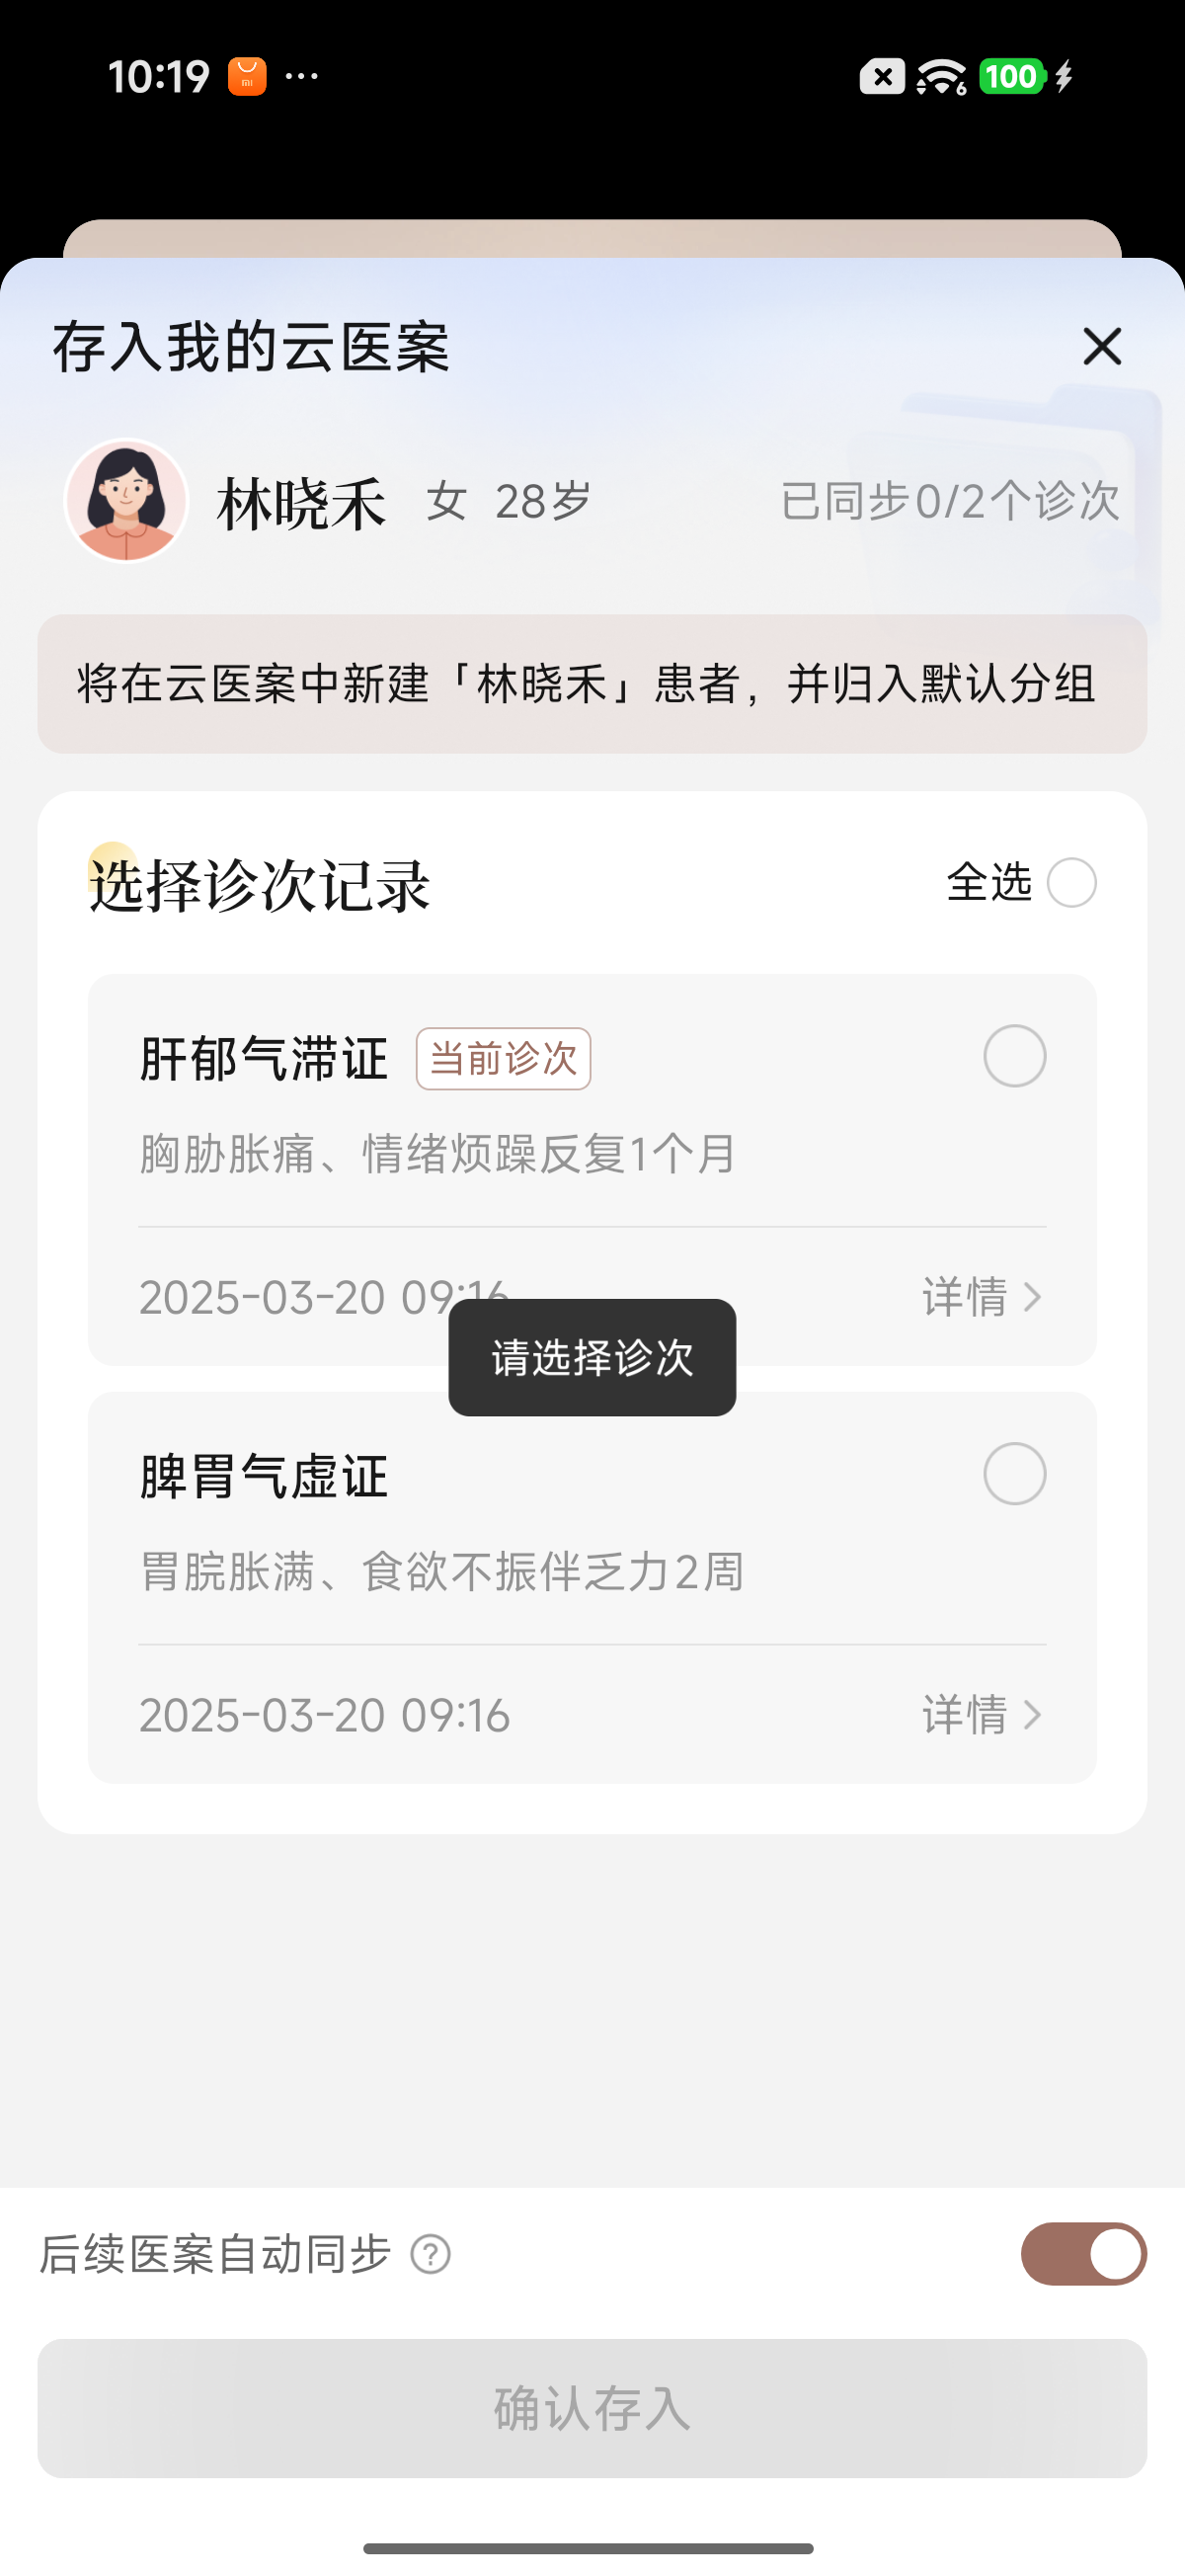 10:19
100
存入我的云医案
林晓禾 女 28岁 已同步0/2个诊次
将在云医案中新建「林晓禾」患者，并归入默认分组
选择诊次记录 全选
肝郁气滞证 当前诊次
胸胁胀痛、情绪烦躁反复1个月
2025-03-20 09:16 详情
请选择诊次
脾胃气虚证
胃脘胀满、食欲不振伴乏力2周
2025-03-20 09:16 详情
后续医案自动同步 ?
确认存入